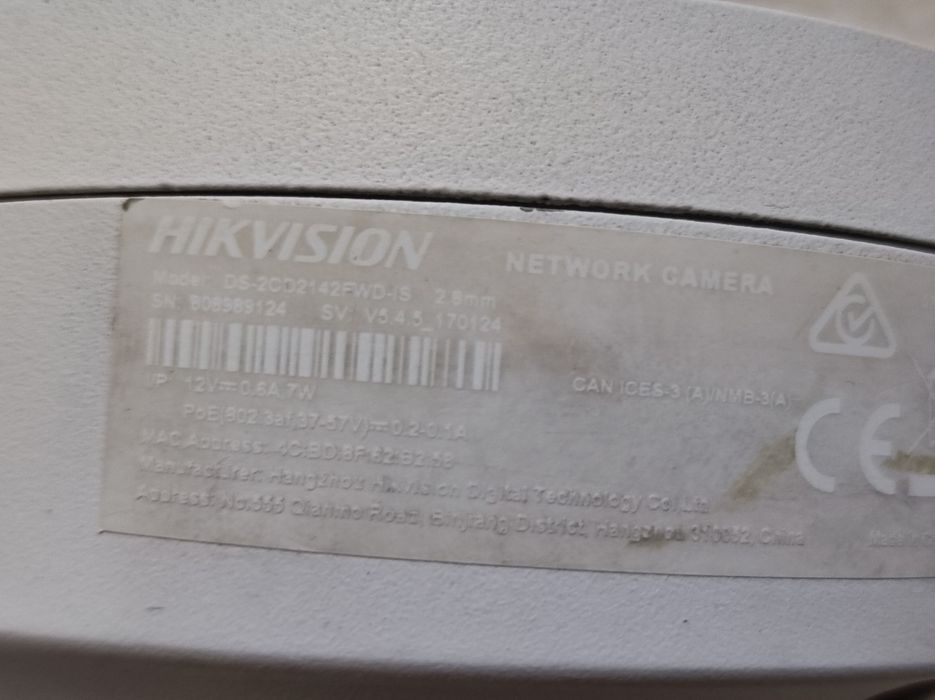 HIKVISION
NETWORK CAMERA
Model: DS-2CD2142FWD-IS 2.8mm
SN: 808989124 SV: V5.4.5_170124
I/P: 12V⎓0.6A,7W
CAN ICES-3 (A)/NMB-3(A)
PoE(802.3af,37-57V)⎓0.2-0.1A
CE
MAC Address: 4C:BD:8F:62:B2:58
Manufacturer: Hangzhou Hikvision Digital Technology Co.,Ltd
Address: No.555 Qianmo Road, Binjiang District, Hangzhou 310052, China
Made in